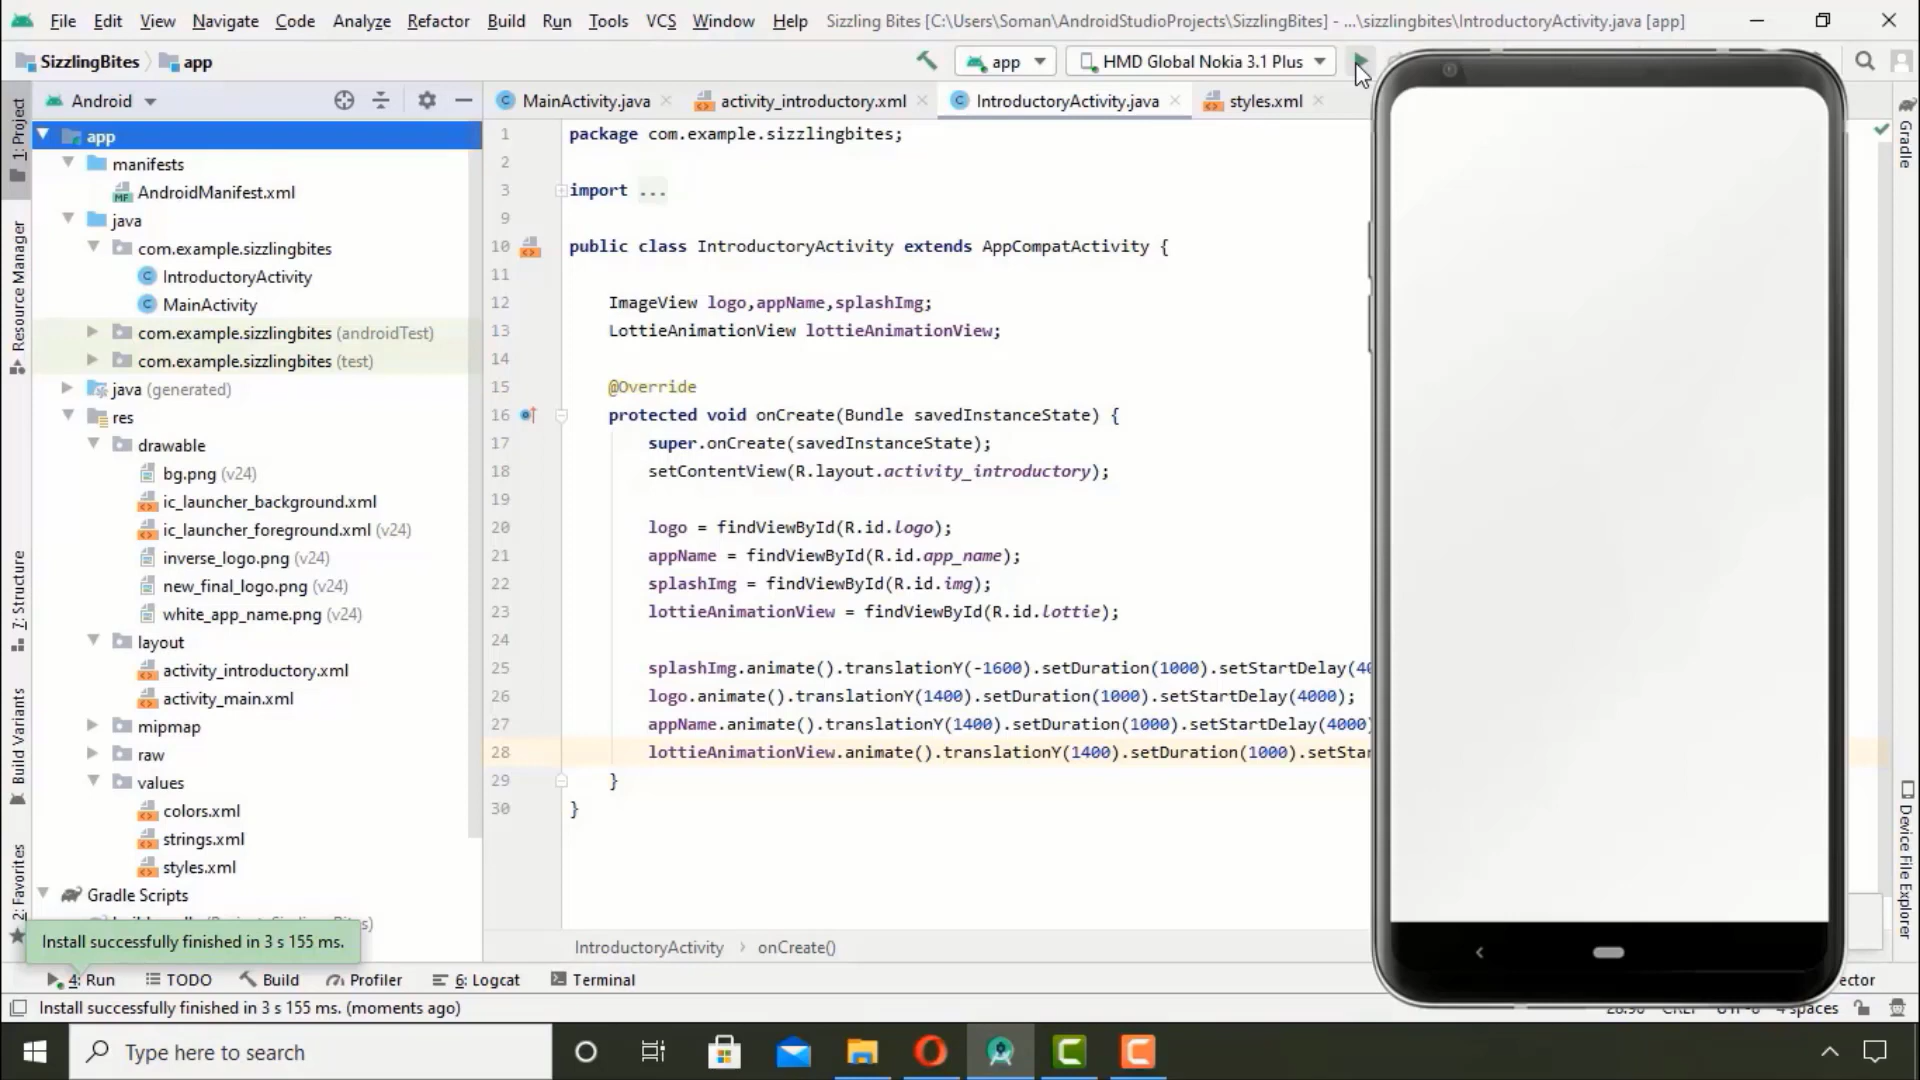 File Edit View Navigate Code Analyze Refactor Build Run Tools VCS Window Help Sizzling Bites [C:\Users\Soman\AndroidStudioProjects\SizzlingBites] - ...\sizzlingbites\IntroductoryActivity.java [app]
SizzlingBites app app HMD Global Nokia 3.1 Plus
Android MainActivity.java activity_introductory.xml IntroductoryActivity.java styles.xml
1: Project
Resource Manager
7: Structure
Build Variants
2: Favorites
app
manifests
AndroidManifest.xml
java
com.example.sizzlingbites
IntroductoryActivity
MainActivity
com.example.sizzlingbites (androidTest)
com.example.sizzlingbites (test)
java (generated)
res
drawable
bg.png (v24)
ic_launcher_background.xml
ic_launcher_foreground.xml (v24)
inverse_logo.png (v24)
new_final_logo.png (v24)
white_app_name.png (v24)
layout
activity_introductory.xml
activity_main.xml
mipmap
raw
values
colors.xml
strings.xml
styles.xml
Gradle Scripts
Install successfully finished in 3 s 155 ms.
1 package com.example.sizzlingbites;
2
3 import ...
9
10 public class IntroductoryActivity extends AppCompatActivity {
11
12 ImageView logo,appName,splashImg;
13 LottieAnimationView lottieAnimationView;
14
15 @Override
16 protected void onCreate(Bundle savedInstanceState) {
17 super.onCreate(savedInstanceState);
18 setContentView(R.layout.activity_introductory);
19
20 logo = findViewById(R.id.logo);
21 appName = findViewById(R.id.app_name);
22 splashImg = findViewById(R.id.img);
23 lottieAnimationView = findViewById(R.id.lottie);
24
25 splashImg.animate().translationY(-1600).setDuration(1000).setStartDelay(40
26 logo.animate().translationY(1400).setDuration(1000).setStartDelay(4000);
27 appName.animate().translationY(1400).setDuration(1000).setStartDelay(4000)
28 lottieAnimationView.animate().translationY(1400).setDuration(1000).setStar
29 }
30 }
IntroductoryActivity onCreate()
Gradle
Device File Explorer
4: Run TODO Build Profiler 6: Logcat Terminal ector
Install successfully finished in 3 s 155 ms. (moments ago) 4 spaces
Type here to search